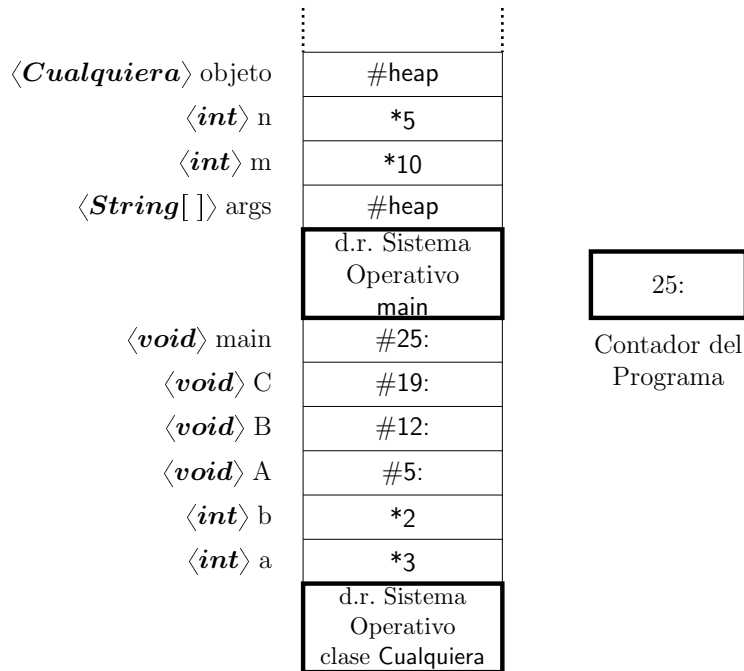 ⟨Cualquiera⟩ objeto #heap
⟨int⟩ n *5
⟨int⟩ m *10
⟨String[ ]⟩ args #heap
d.r. Sistema
Operativo
main
25:
Contador del
Programa
⟨void⟩ main #25:
⟨void⟩ C #19:
⟨void⟩ B #12:
⟨void⟩ A #5:
⟨int⟩ b *2
⟨int⟩ a *3
d.r. Sistema
Operativo
clase Cualquiera